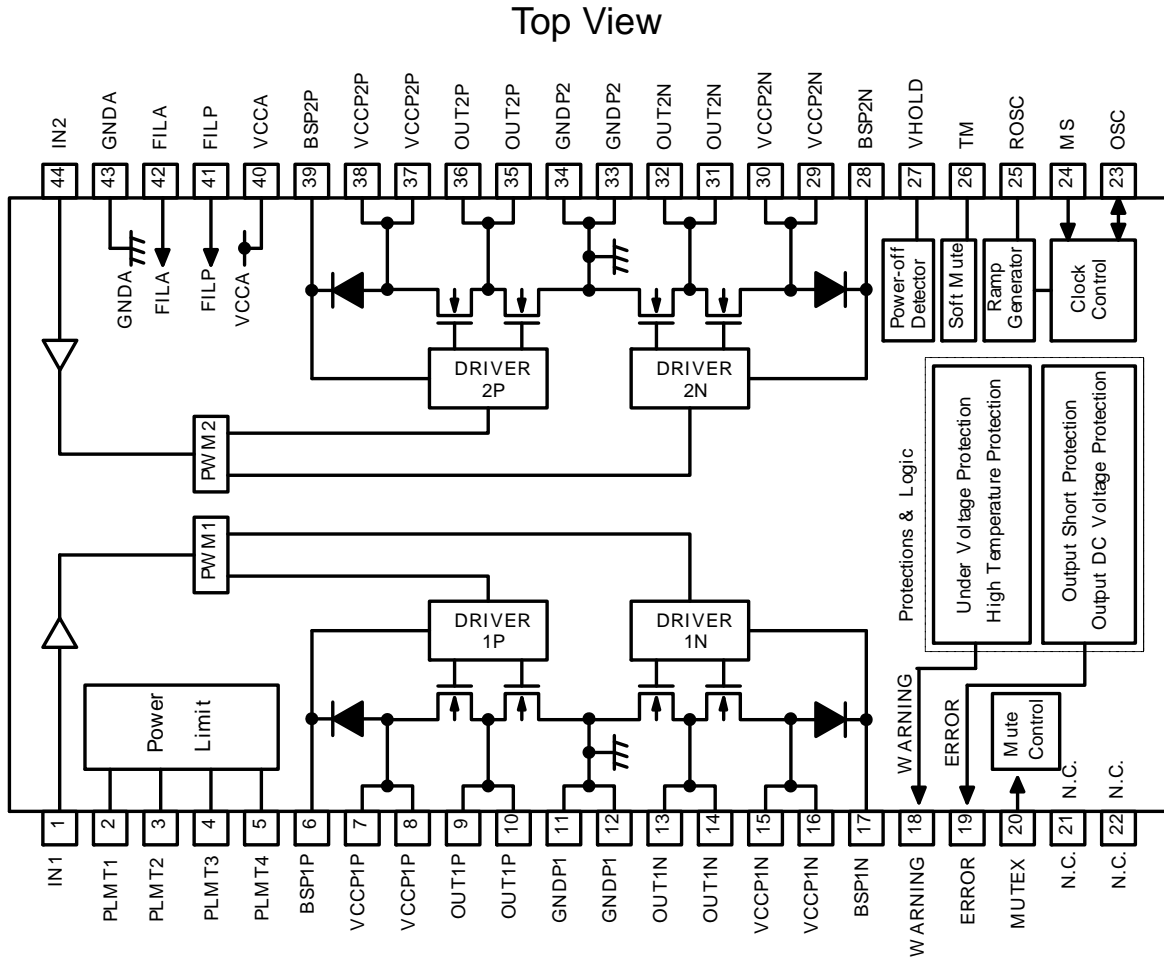 Top View
IN2
GNDA
FILA
FILP
VCCA
BSP2P
VCCP2P
VCCP2P
OUT2P
OUT2P
GNDP2
GNDP2
OUT2N
OUT2N
VCCP2N
VCCP2N
BSP2N
VHOLD
TM
ROSC
MS
OSC
44
43
42
41
40
39
38
37
36
35
34
33
32
31
30
29
28
27
26
25
24
23
GNDA
FILA
FILP
VCCA
Power-off
Detector
Soft Mute
Ramp
Generator
Clock
Control
DRIVER
2P
DRIVER
2N
PWM2
PWM1
DRIVER
1P
DRIVER
1N
Protections & Logic
Under Voltage Protection
High Temperature Protection
Output Short Protection
Output DC Voltage Protection
Power
Limit
WARNING
ERROR
Mute
Control
N.C.
N.C.
1
2
3
4
5
6
7
8
9
10
11
12
13
14
15
16
17
18
19
20
21
22
IN1
PLMT1
PLMT2
PLMT3
PLMT4
BSP1P
VCCP1P
VCCP1P
OUT1P
OUT1P
GNDP1
GNDP1
OUT1N
OUT1N
VCCP1N
VCCP1N
BSP1N
WARNING
ERROR
MUTEX
N.C.
N.C.